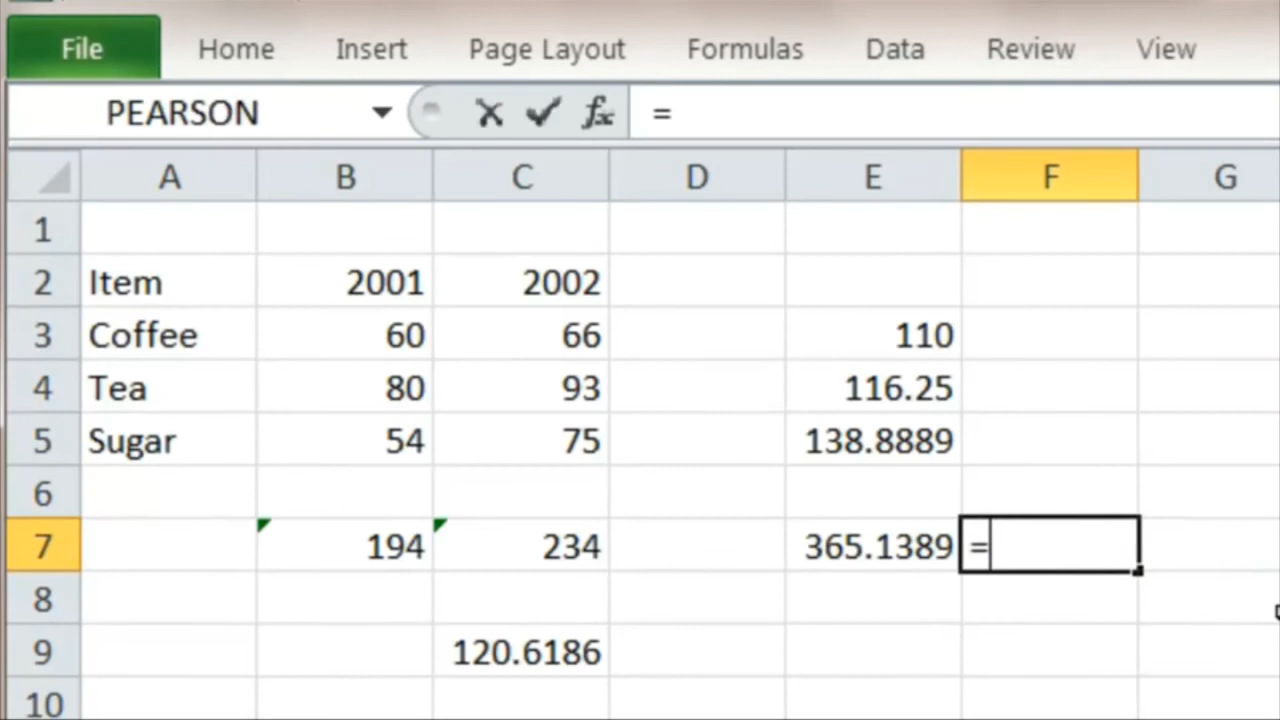 File Home Insert Page Layout Formulas Data Review View
PEARSON fx =
A B C D E F G
1
2 Item 2001 2002
3 Coffee 60 66 110
4 Tea 80 93 116.25
5 Sugar 54 75 138.8889
6
7 194 234 365.1389 =
8
9 120.6186
10